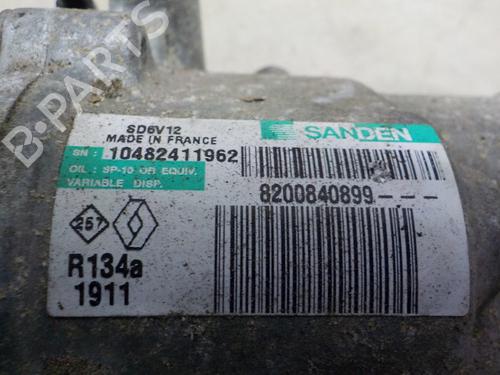 B-PARTS
SD6V12
MADE IN FRANCE
SANDEN
SN : 10482411962
OIL : SP-10 OR EQUIV.
VARIABLE DISP.
8200840899---
257
R134a
1911